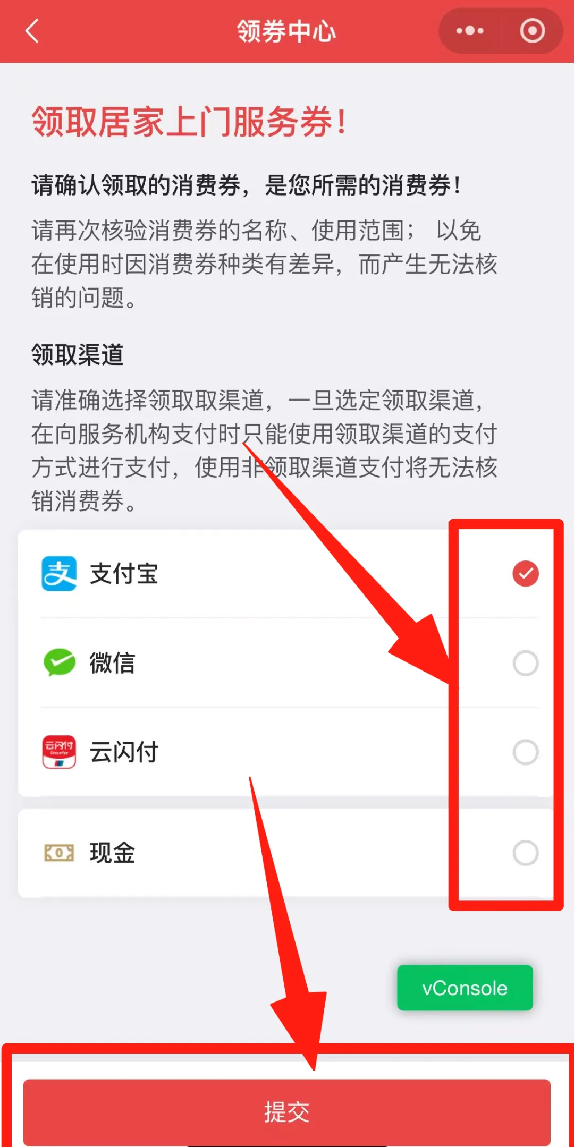 领券中心
领取居家上门服务券！
请确认领取的消费券，是您所需的消费券！
请再次核验消费券的名称、使用范围； 以免
在使用时因消费券种类有差异，而产生无法核
销的问题。
领取渠道
请准确选择领取取渠道，一旦选定领取渠道，
在向服务机构支付时只能使用领取渠道的支付
方式进行支付，使用非领取渠道支付将无法核
销消费券。
支 支付宝
微信
云闪付 云闪付
现金
vConsole
提交